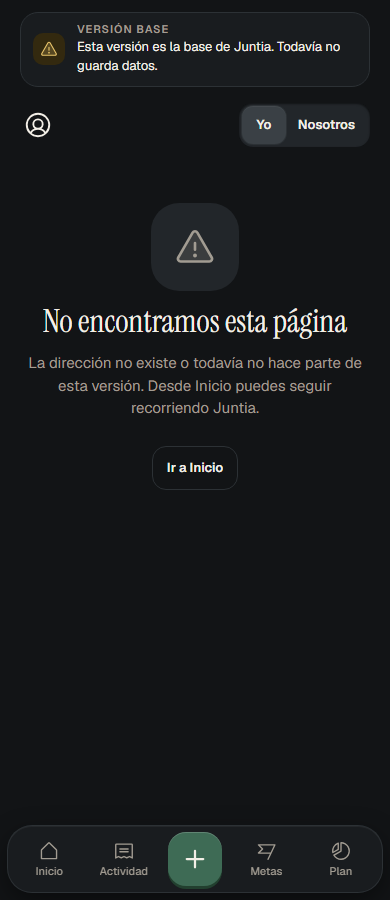 VERSIÓN BASE
Esta versión es la base de Juntia. Todavía no
guarda datos.
Yo
Nosotros
No encontramos esta página
La dirección no existe o todavía no hace parte de
esta versión. Desde Inicio puedes seguir
recorriendo Juntia.
Ir a Inicio
Inicio
Actividad
Metas
Plan